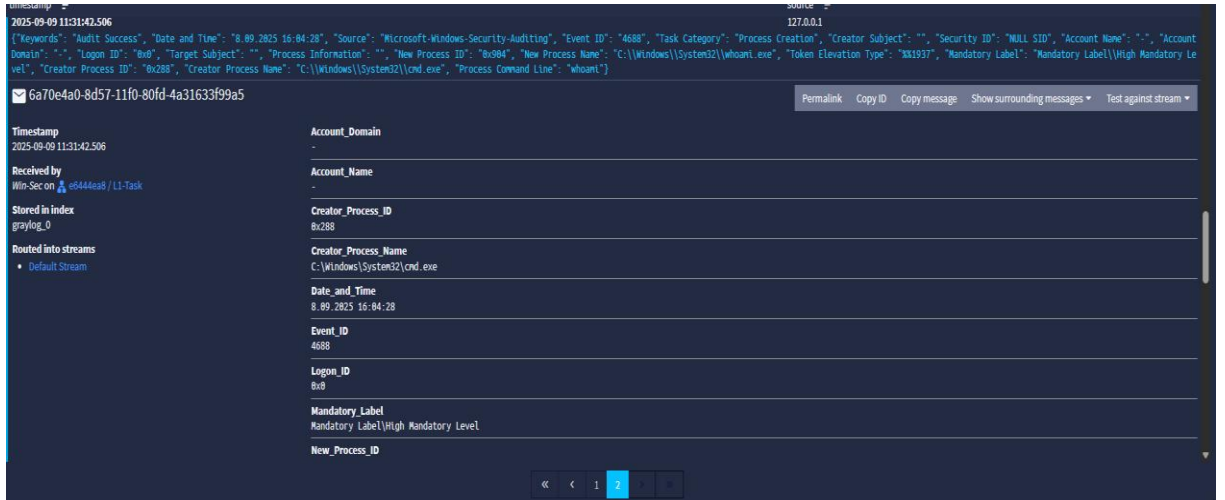 timestamp
source
2025-09-09 11:31:42.506
127.0.0.1
{"Keywords": "Audit Success", "Date and Time": "8.09.2025 16:04:28", "Source": "Microsoft-Windows-Security-Auditing", "Event ID": "4688", "Task Category": "Process Creation", "Creator Subject": "", "Security ID": "NULL SID", "Account Name": "-", "Account
Domain": "-", "Logon ID": "0x0", "Target Subject": "", "Process Information": "", "New Process ID": "0x904", "New Process Name": "C:\\Windows\\System32\\whoami.exe", "Token Elevation Type": "%%1937", "Mandatory Label": "Mandatory Label\\High Mandatory Le
vel", "Creator Process ID": "0x288", "Creator Process Name": "C:\\Windows\\System32\\cmd.exe", "Process Command Line": "whoami"}
6a70e4a0-8d57-11f0-80fd-4a31633f99a5
Permalink Copy ID Copy message Show surrounding messages Test against stream
Timestamp
2025-09-09 11:31:42.506
Received by
Win-Sec on e6444ea8 / L1-Task
Stored in index
graylog_0
Routed into streams
• Default Stream
Account_Domain
-
Account_Name
-
Creator_Process_ID
0x288
Creator_Process_Name
C:\Windows\System32\cmd.exe
Date_and_Time
8.09.2025 16:04:28
Event_ID
4688
Logon_ID
0x0
Mandatory_Label
Mandatory Label\High Mandatory Level
New_Process_ID
« ‹ 1 2 › »